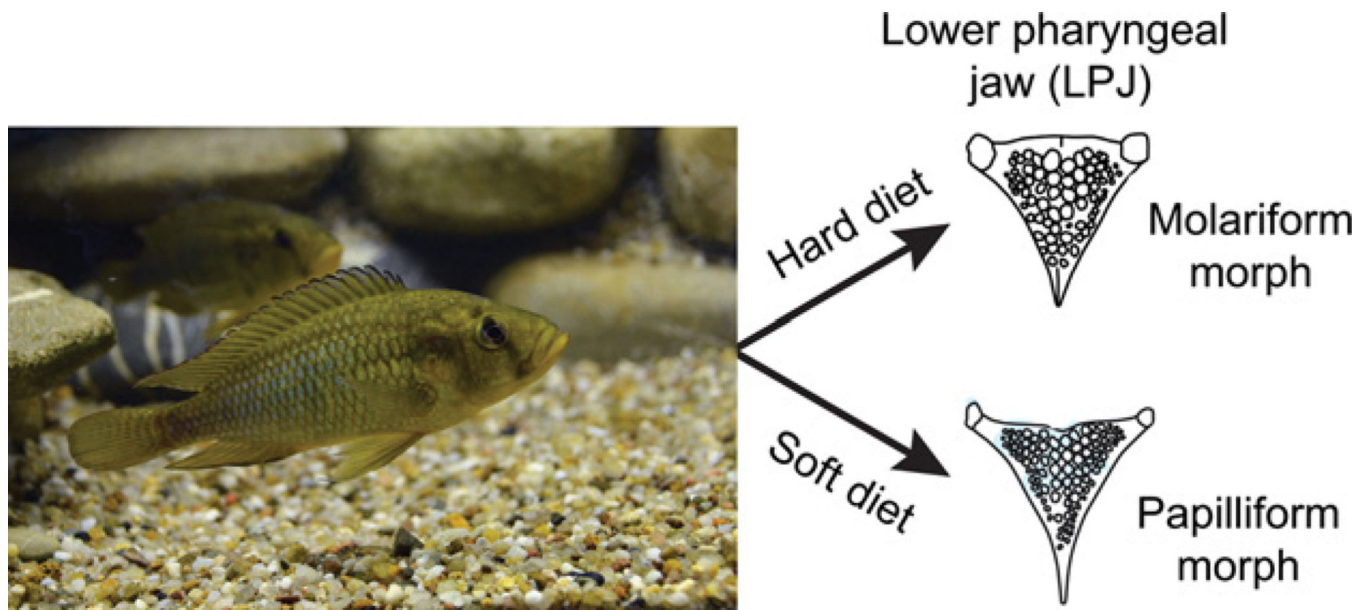 Lower pharyngeal
jaw (LPJ)
Hard diet
Molariform
morph
Soft diet
Papilliform
morph